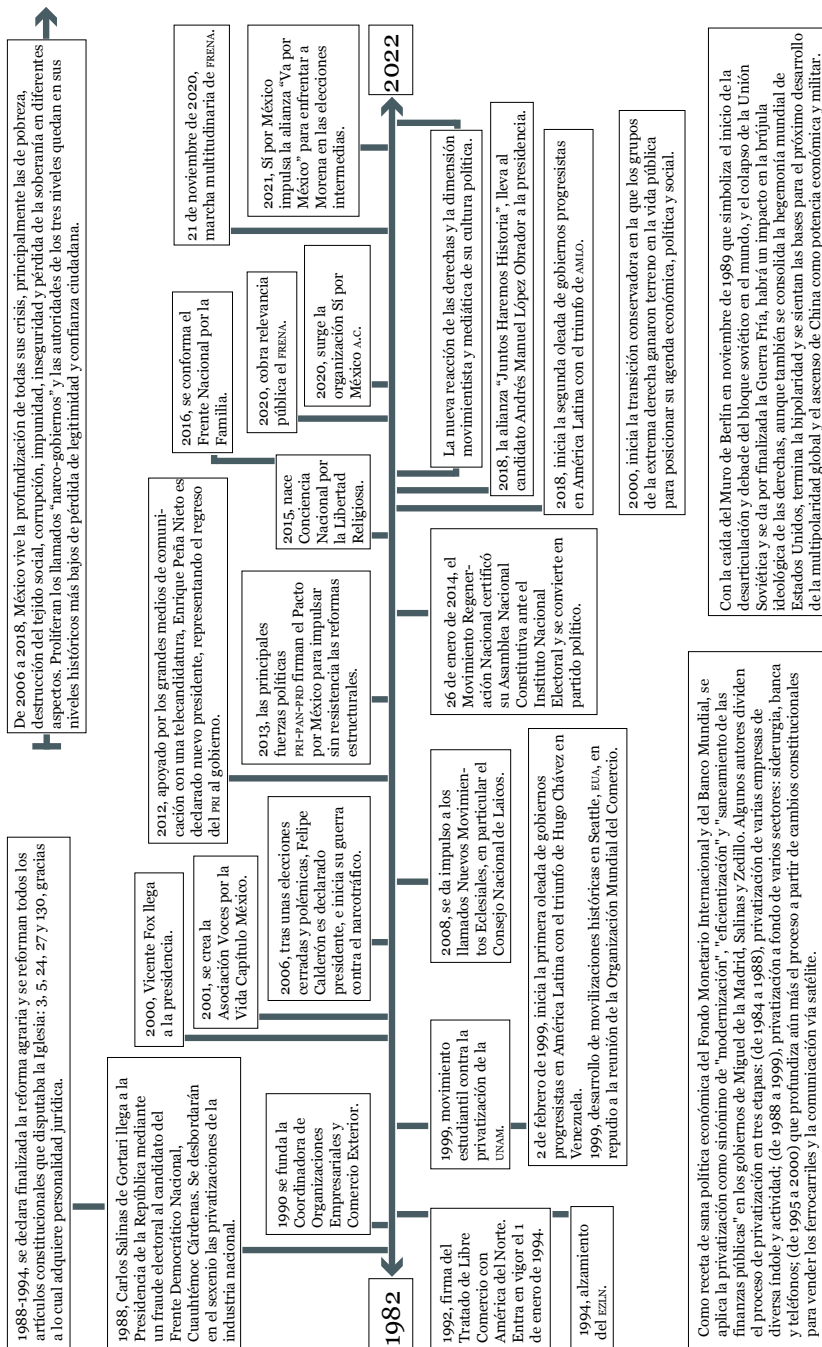 1988-1994, se declara finalizada la reforma agraria y se reforman todos los
artículos constitucionales que disputaba la Iglesia: 3, 5, 24, 27 y 130, gracias
a lo cual adquiere personalidad jurídica.
De 2006 a 2018, México vive la profundización de todas sus crisis, principalmente las de pobreza,
destrucción del tejido social, corrupción, impunidad, inseguridad y pérdida de la soberanía en diferentes
aspectos. Proliferan los llamados “narco-gobiernos” y las autoridades de los tres niveles quedan en sus
niveles históricos más bajos de pérdida de legitimidad y confianza ciudadana.
1988, Carlos Salinas de Gortari llega a la
Presidencia de la República mediante
un fraude electoral al candidato del
Frente Democrático Nacional,
Cuauhtémoc Cárdenas. Se desbordarán
en el sexenio las privatizaciones de la
industria nacional.
1990 se funda la
Coordinadora de
Organizaciones
Empresariales y
Comercio Exterior.
2000, Vicente Fox llega
a la presidencia.
2001, se crea la
Asociación Voces por la
Vida Capítulo México.
2006, tras unas elecciones
cerradas y polémicas, Felipe
Calderón es declarado
presidente, e inicia su guerra
contra el narcotráfico.
2012, apoyado por los grandes medios de comuni-
cación con una telecandidatura, Enrique Peña Nieto es
declarado nuevo presidente, representando el regreso
del PRI al gobierno.
2013, las principales
fuerzas políticas
PRI-PAN-PRD firman el Pacto
por México para impulsar
sin resistencia las reformas
estructurales.
2015, nace
Conciencia
Nacional por
la Libertad
Religiosa.
2016, se conforma el
Frente Nacional por la
Familia.
2020, cobra relevancia
pública el FRENA.
2020, surge la
organización Sí por
México A.C.
21 de noviembre de 2020,
marcha multitudinaria de FRENA.
2021, Sí por México
impulsa la alianza “Va por
México” para enfrentar a
Morena en las elecciones
intermedias.
1982
2022
1992, firma del
Tratado de Libre
Comercio con
América del Norte.
Entra en vigor el 1
de enero de 1994.
1994, alzamiento
del EZLN.
1999, movimiento
estudiantil contra la
privatización de la
UNAM.
2 de febrero de 1999, inicia la primera oleada de gobiernos
progresistas en América Latina con el triunfo de Hugo Chávez en
Venezuela.
1999, desarrollo de movilizaciones históricas en Seattle, EUA, en
repudio a la reunión de la Organización Mundial del Comercio.
2008, se da impulso a los
llamados Nuevos Movimien-
tos Eclesiales, en particular el
Consejo Nacional de Laicos.
26 de enero de 2014, el
Movimiento Regener-
ación Nacional certificó
su Asamblea Nacional
Constitutiva ante el
Instituto Nacional
Electoral y se convierte en
partido político.
La nueva reacción de las derechas y la dimensión
movimientista y mediática de su cultura política.
2018, la alianza “Juntos Haremos Historia”, lleva al
candidato Andrés Manuel López Obrador a la presidencia.
2018, inicia la segunda oleada de gobiernos progresistas
en América Latina con el triunfo de AMLO.
2000, inicia la transición conservadora en la que los grupos
de la extrema derecha ganaron terreno en la vida pública
para posicionar su agenda económica, política y social.
Como receta de sana política económica del Fondo Monetario Internacional y del Banco Mundial, se
aplica la privatización como sinónimo de "modernización", "eficientización" y "saneamiento de las
finanzas públicas" en los gobiernos de Miguel de la Madrid, Salinas y Zedillo. Algunos autores dividen
el proceso de privatización en tres etapas: (de 1984 a 1988), privatización de varias empresas de
diversa índole y actividad; (de 1988 a 1999), privatización a fondo de varios sectores: siderurgia, banca
y teléfonos; (de 1995 a 2000) que profundiza aún más el proceso a partir de cambios constitucionales
para vender los ferrocarriles y la comunicación vía satélite.
Con la caída del Muro de Berlín en noviembre de 1989 que simboliza el inicio de la
desarticulación y debacle del bloque soviético en el mundo, y el colapso de la Unión
Soviética y se da por finalizada la Guerra Fría, habrá un impacto en la brújula
ideológica de las derechas, aunque también se consolida la hegemonía mundial de
Estados Unidos, termina la bipolaridad y se sientan las bases para el próximo desarrollo
de la multipolaridad global y el ascenso de China como potencia económica y militar.